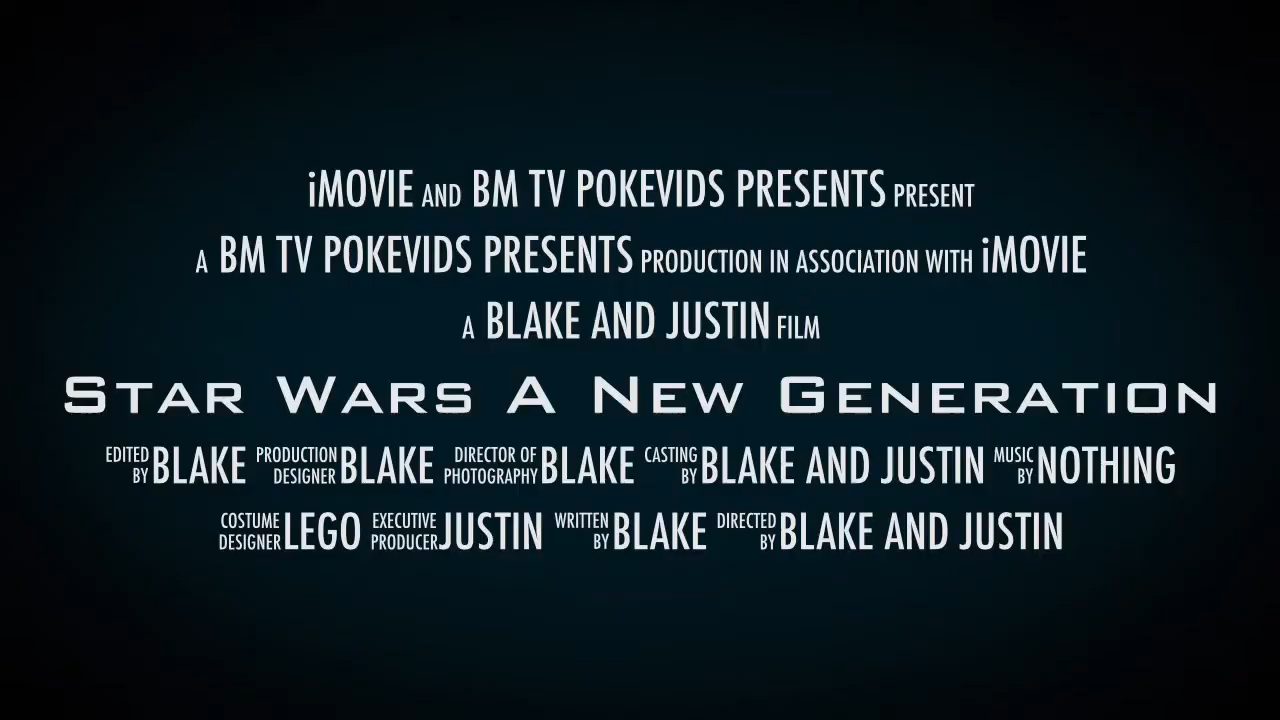 iMOVIE AND BM TV POKEVIDS PRESENTS PRESENT
A BM TV POKEVIDS PRESENTS PRODUCTION IN ASSOCIATION WITH iMOVIE
A BLAKE AND JUSTIN FILM
STAR WARS A NEW GENERATION
EDITED BY BLAKE PRODUCTION DESIGNER BLAKE DIRECTOR OF PHOTOGRAPHY BLAKE CASTING BY BLAKE AND JUSTIN MUSIC BY NOTHING
COSTUME DESIGNER LEGO EXECUTIVE PRODUCER JUSTIN WRITTEN BY BLAKE DIRECTED BY BLAKE AND JUSTIN